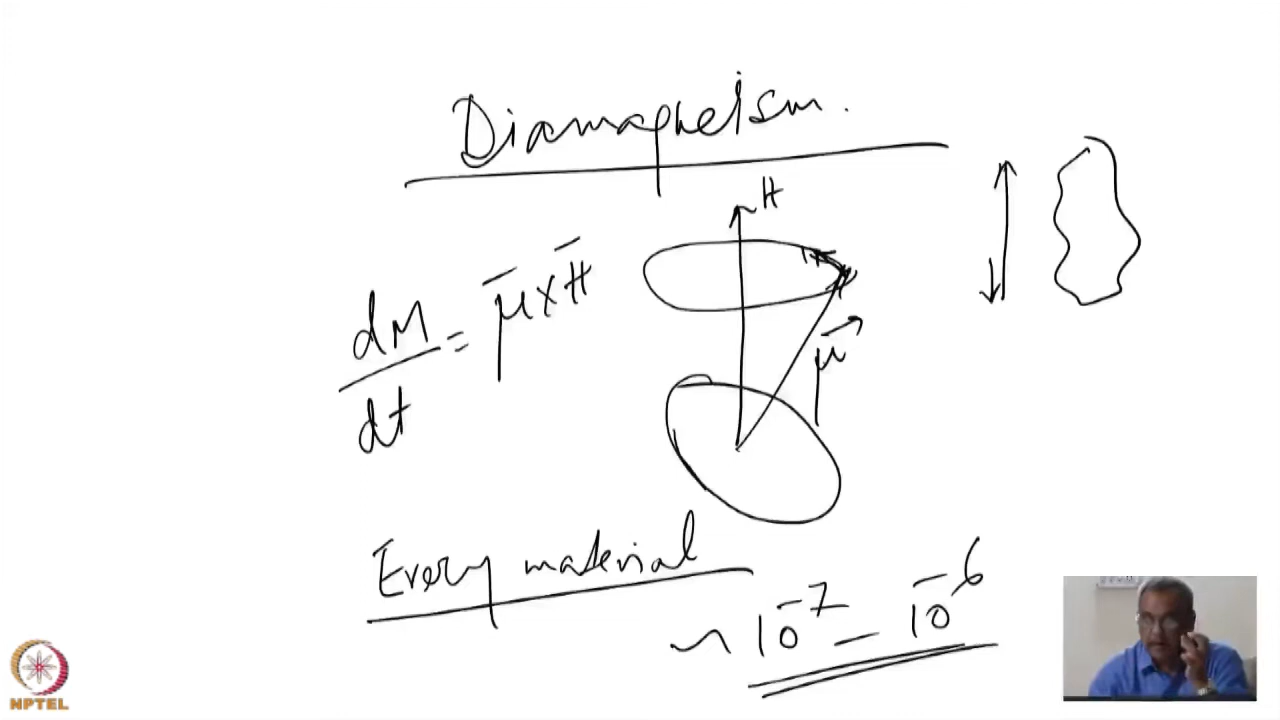 Diamagnetism.
H
dM/dt = μ̄ × H̄
μ⃗
Every material
~ 10⁻⁷ – 10⁻⁶
NPTEL